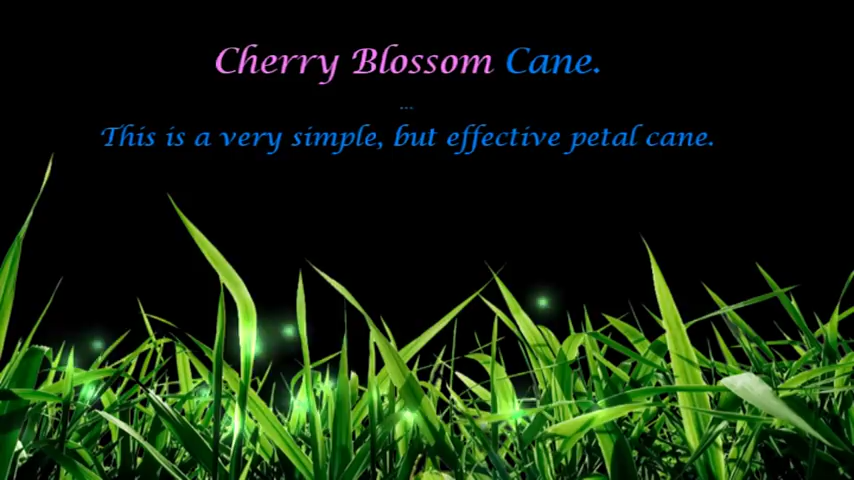 Cherry Blossom Cane.
...
This is a very simple, but effective petal cane.